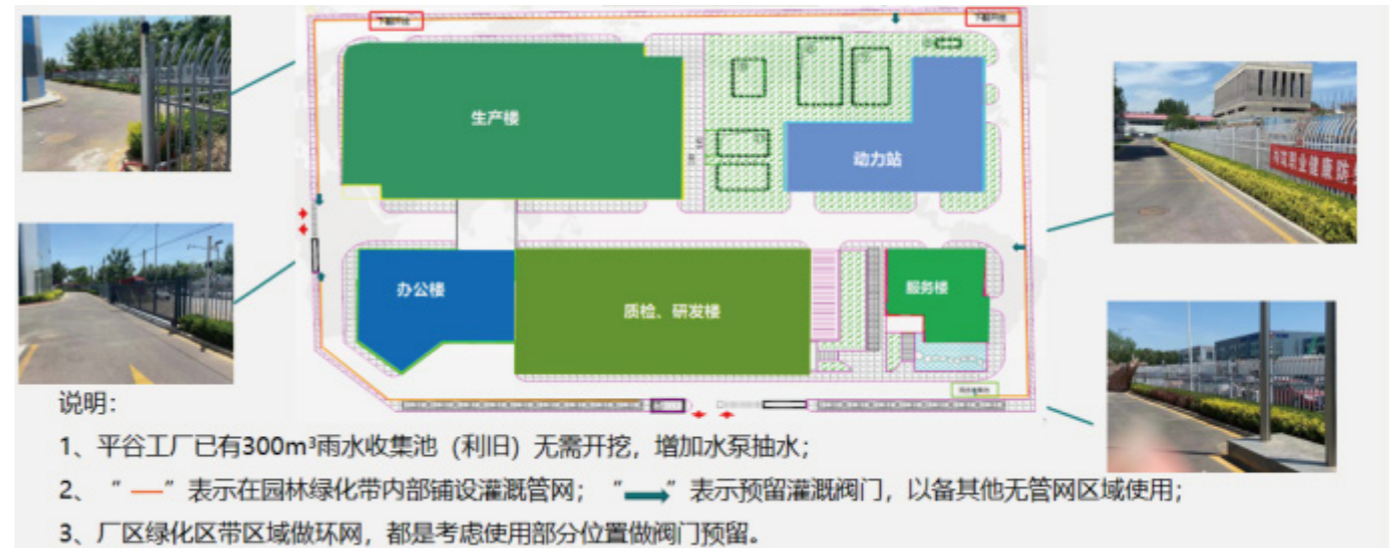 生产楼
动力站
办公楼
质检、研发楼
服务楼
职业健康防
说明：
1、平谷工厂已有300m³雨水收集池（利旧）无需开挖，增加水泵抽水；
2、“ — ”表示在园林绿化带内部铺设灌溉管网；“ → ”表示预留灌溉阀门，以备其他无管网区域使用；
3、厂区绿化区带区域做环网，都是考虑使用部分位置做阀门预留。